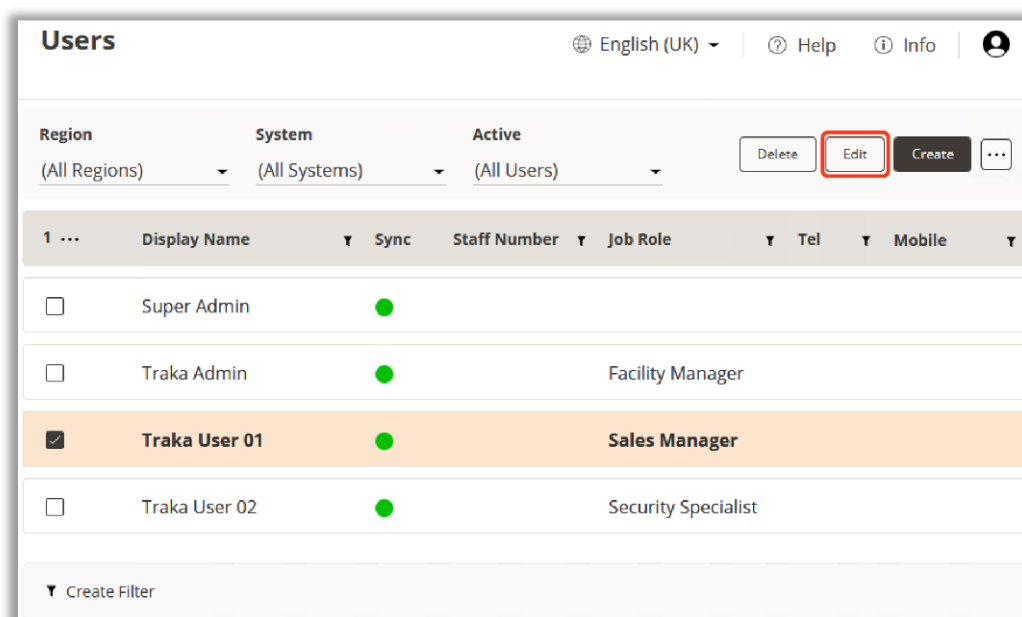 Users English (UK) Help Info
Region System Active
(All Regions) (All Systems) (All Users) Delete Edit Create ...
1 ... Display Name Sync Staff Number Job Role Tel Mobile
Super Admin
Traka Admin Facility Manager
Traka User 01 Sales Manager
Traka User 02 Security Specialist
Create Filter